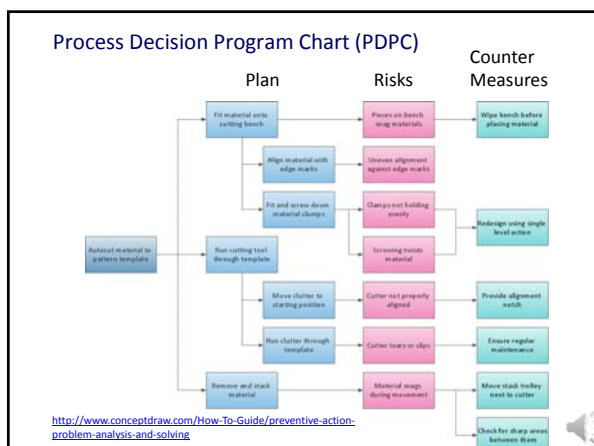 Process Decision Program Chart (PDPC)
Counter
Plan
Risks
Measures
Fit material onto
cutting bench
Pieces on bench
snag materials
Wipe bench before
placing material
Align material with
edge marks
Uneven alignment
against edge marks
Fit and screw down
material clamps
Clamps not holding
evenly
Redesign using single
level action
Screwing twists
material
Autocut material to
pattern template
Run cutting tool
through template
Move clutter to
starting position
Cutter not properly
aligned
Provide alignment
notch
Run clutter through
template
Cutter tears or slips
Ensure regular
maintenance
Remove and stack
material
Material snags
during movement
Move stack trolley
next to cutter
Check for sharp areas
between them
http://www.conceptdraw.com/How-To-Guide/preventive-action-
problem-analysis-and-solving